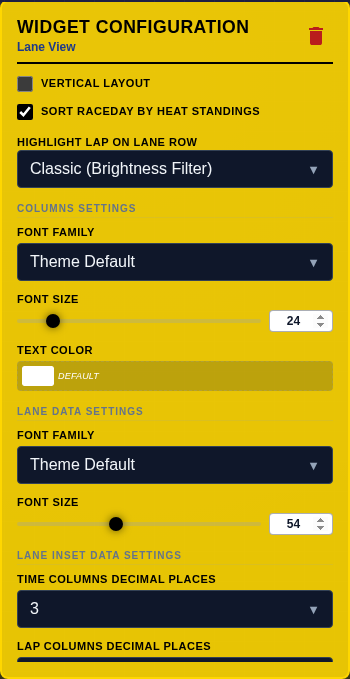 WIDGET CONFIGURATION
Lane View
VERTICAL LAYOUT
SORT RACEDAY BY HEAT STANDINGS
HIGHLIGHT LAP ON LANE ROW
Classic (Brightness Filter)
COLUMNS SETTINGS
FONT FAMILY
Theme Default
FONT SIZE
24
TEXT COLOR
DEFAULT
LANE DATA SETTINGS
FONT FAMILY
Theme Default
FONT SIZE
54
LANE INSET DATA SETTINGS
TIME COLUMNS DECIMAL PLACES
3
LAP COLUMNS DECIMAL PLACES